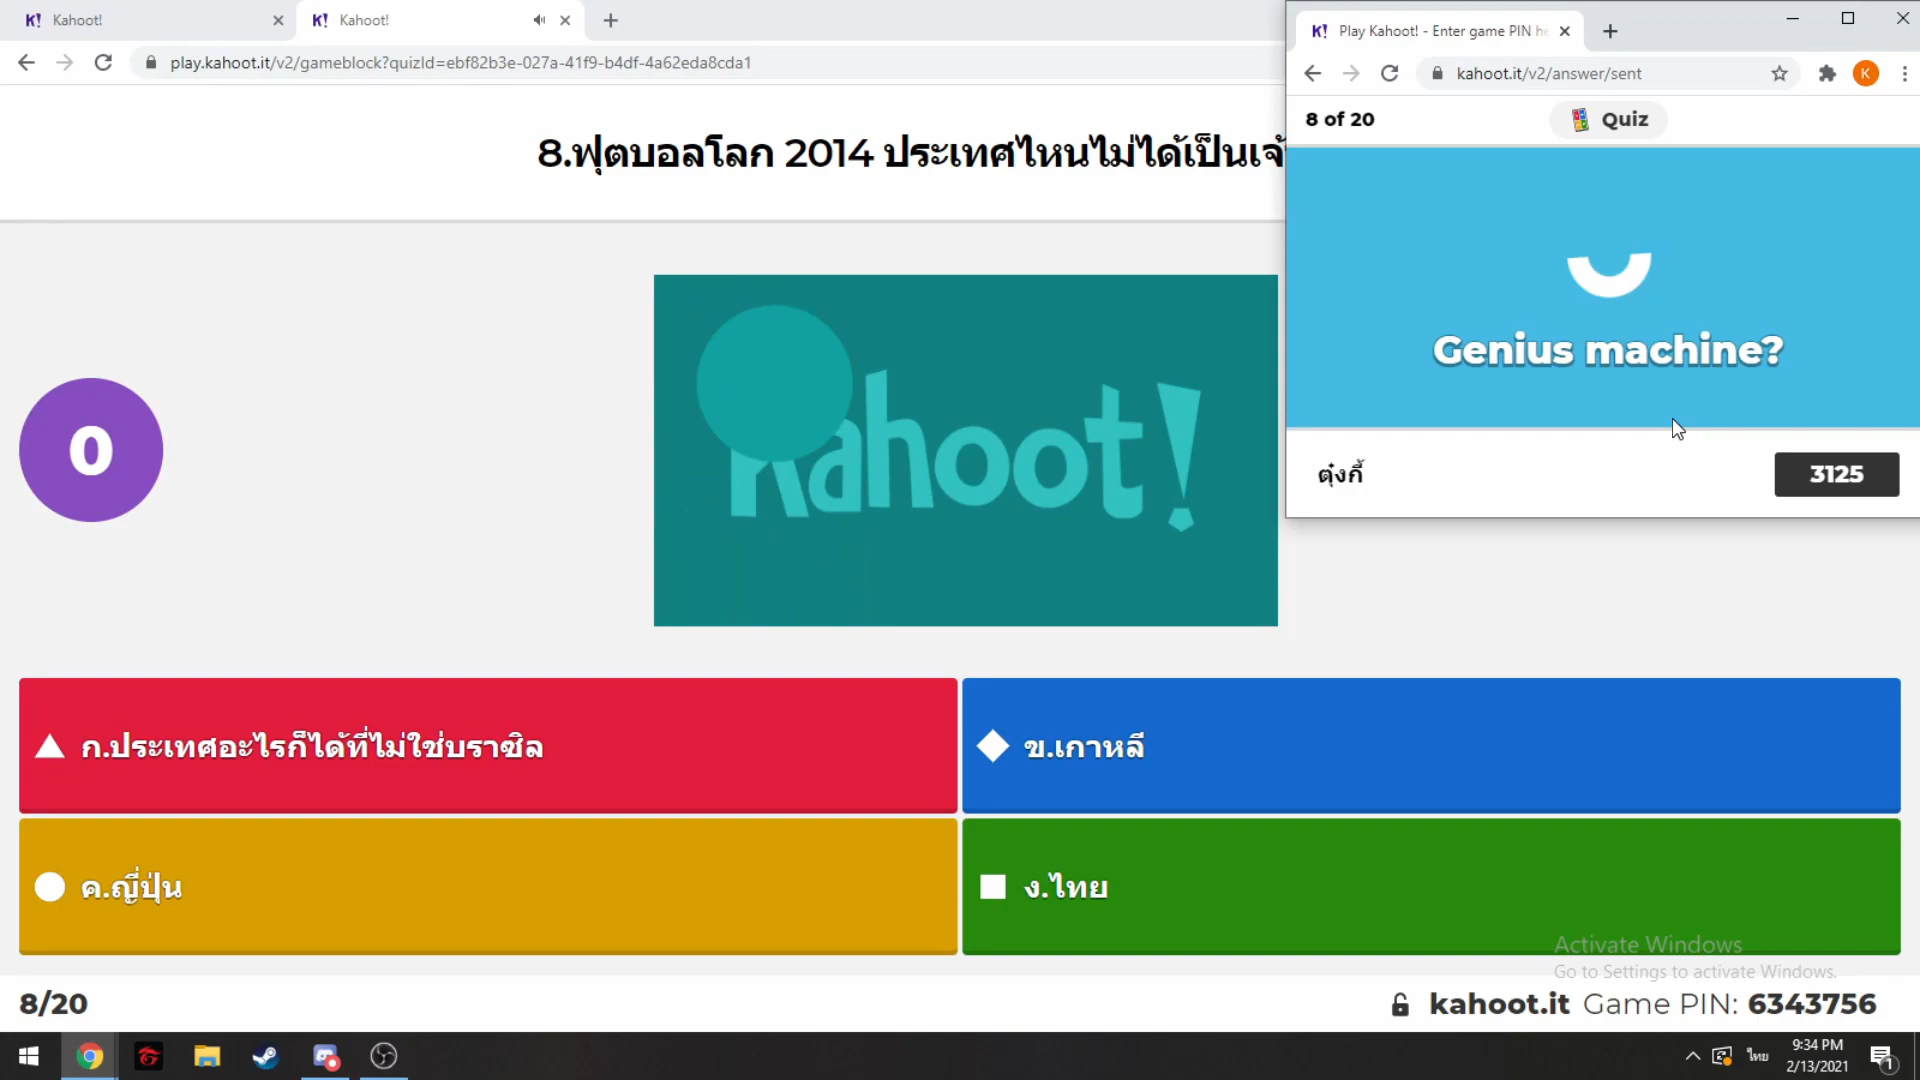 Kahoot!
Kahoot!
play.kahoot.it/v2/gameblock?quizId=ebf82b3e-027a-41f9-b4df-4a62eda8cda1
Play Kahoot! - Enter game PIN he
kahoot.it/v2/answer/sent
K
8 of 20
Quiz
8.ฟุตบอลโลก 2014 ประเทศไหนไม่ได้เป็นเจ้
Genius machine?
ตุ๋งกี้
3125
0
Kahoot!
ก.ประเทศอะไรก็ได้ที่ไม่ใช่บราซิล
ข.เกาหลี
ค.ญี่ปุ่น
ง.ไทย
Activate Windows
Go to Settings to activate Windows.
8/20
kahoot.it Game PIN: 6343756
ไทย
9:34 PM
2/13/2021
1